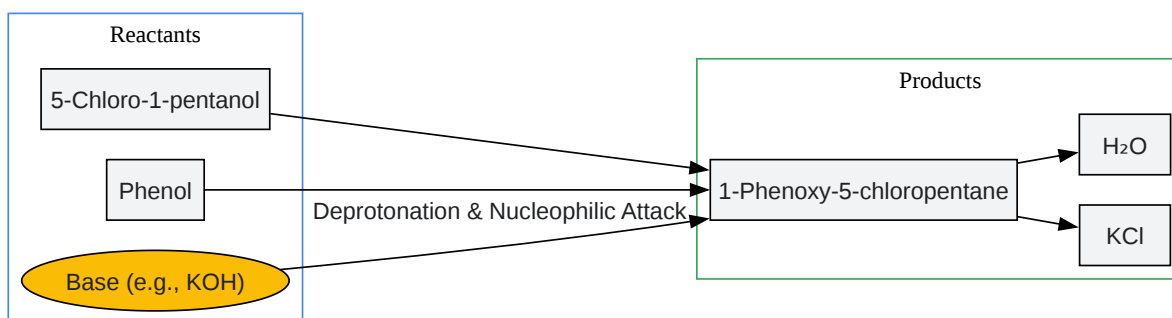 Reactants
5-Chloro-1-pentanol
Phenol
Base (e.g., KOH)
Deprotonation & Nucleophilic Attack
Products
1-Phenoxy-5-chloropentane
H₂O
KCl